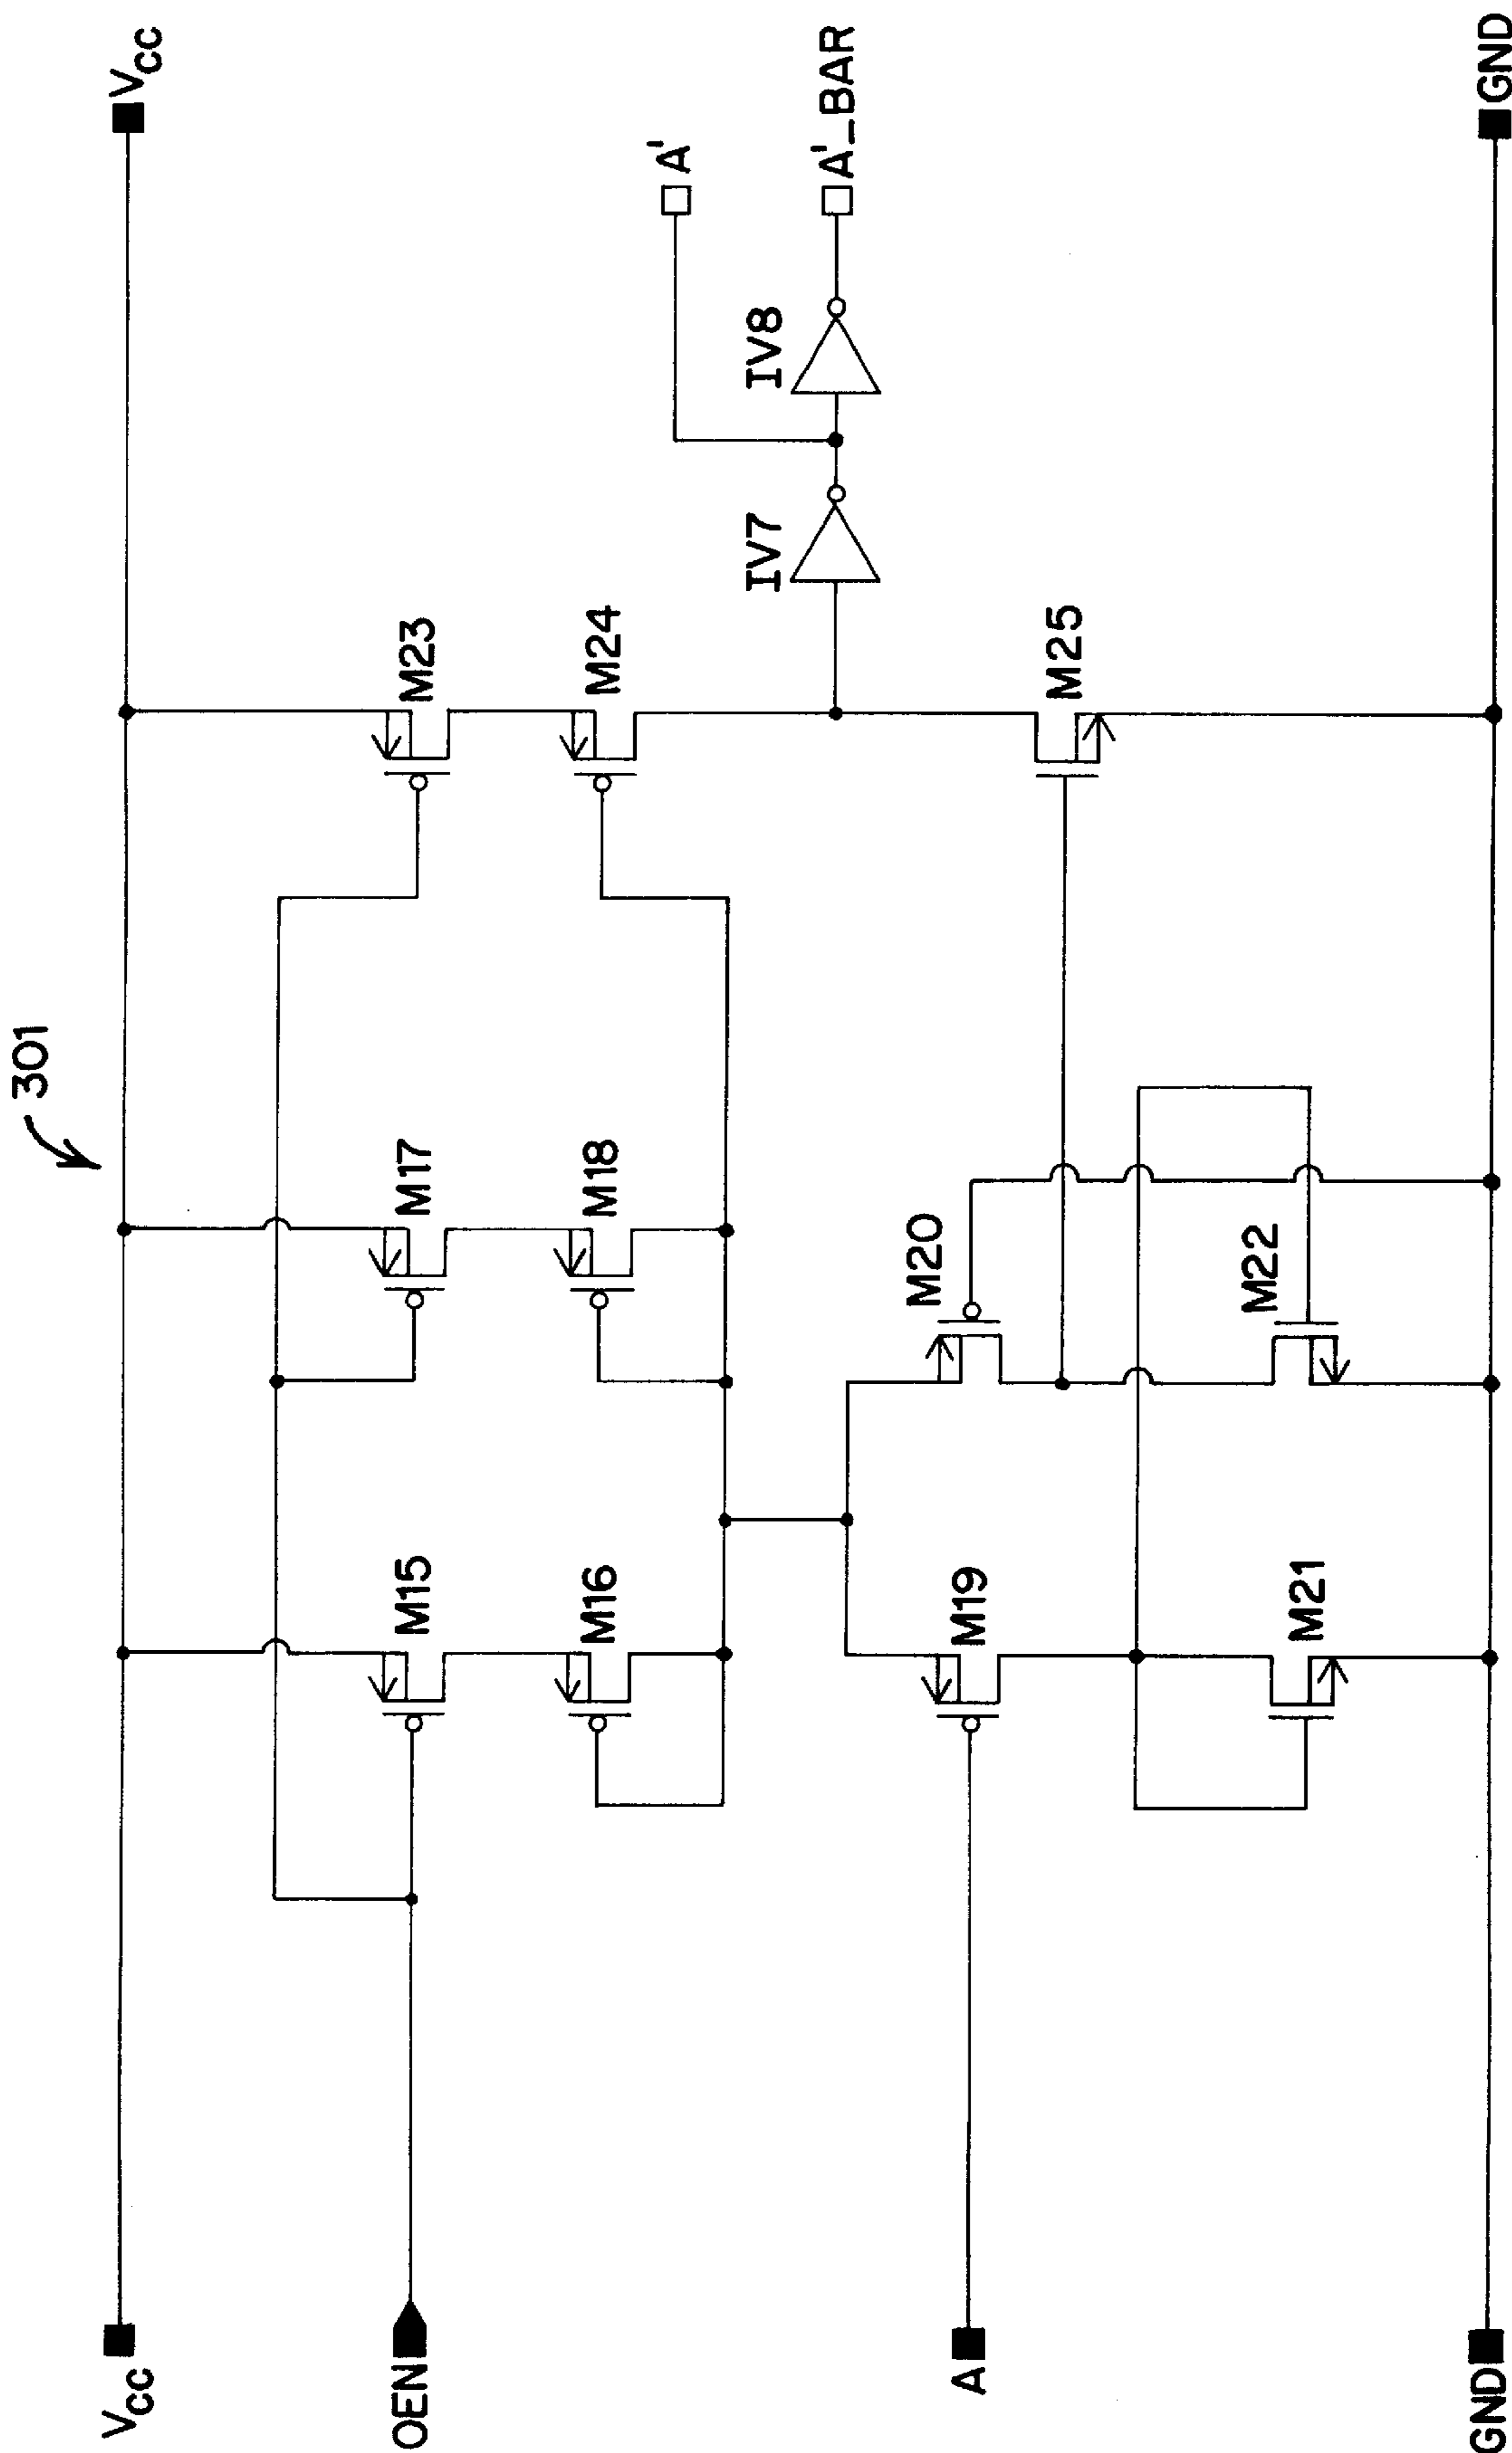 301
VCC
VCC
OEN
M15
M17
M23
M16
M18
M24
A'
IV7
IV8
A'_BAR
A
M19
M20
M25
M21
M22
GND
GND